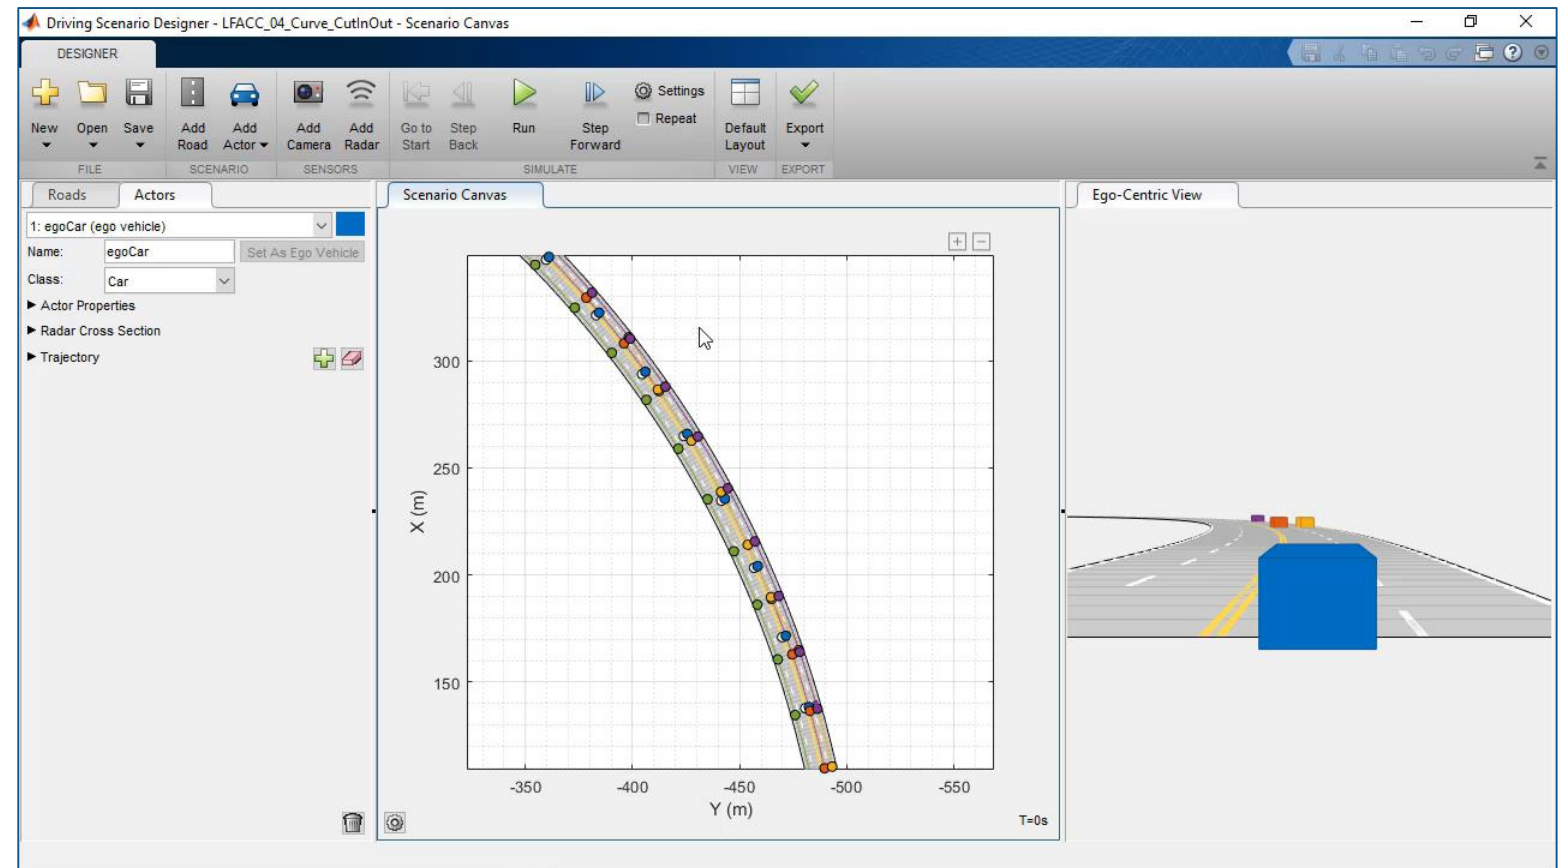 Driving Scenario Designer - LFACC_04_Curve_CutInOut - Scenario Canvas
DESIGNER
New
Open
Save
Add Road
Add Actor
Add Camera
Add Radar
Go to Start
Step Back
Run
Step Forward
Settings
Repeat
Default Layout
Export
FILE
SCENARIO
SENSORS
SIMULATE
VIEW
EXPORT
Roads
Actors
1: egoCar (ego vehicle)
Name:
egoCar
Set As Ego Vehicle
Class:
Car
Actor Properties
Radar Cross Section
Trajectory
Scenario Canvas
300
250
200
150
X (m)
-350
-400
-450
-500
-550
Y (m)
T=0s
Ego-Centric View